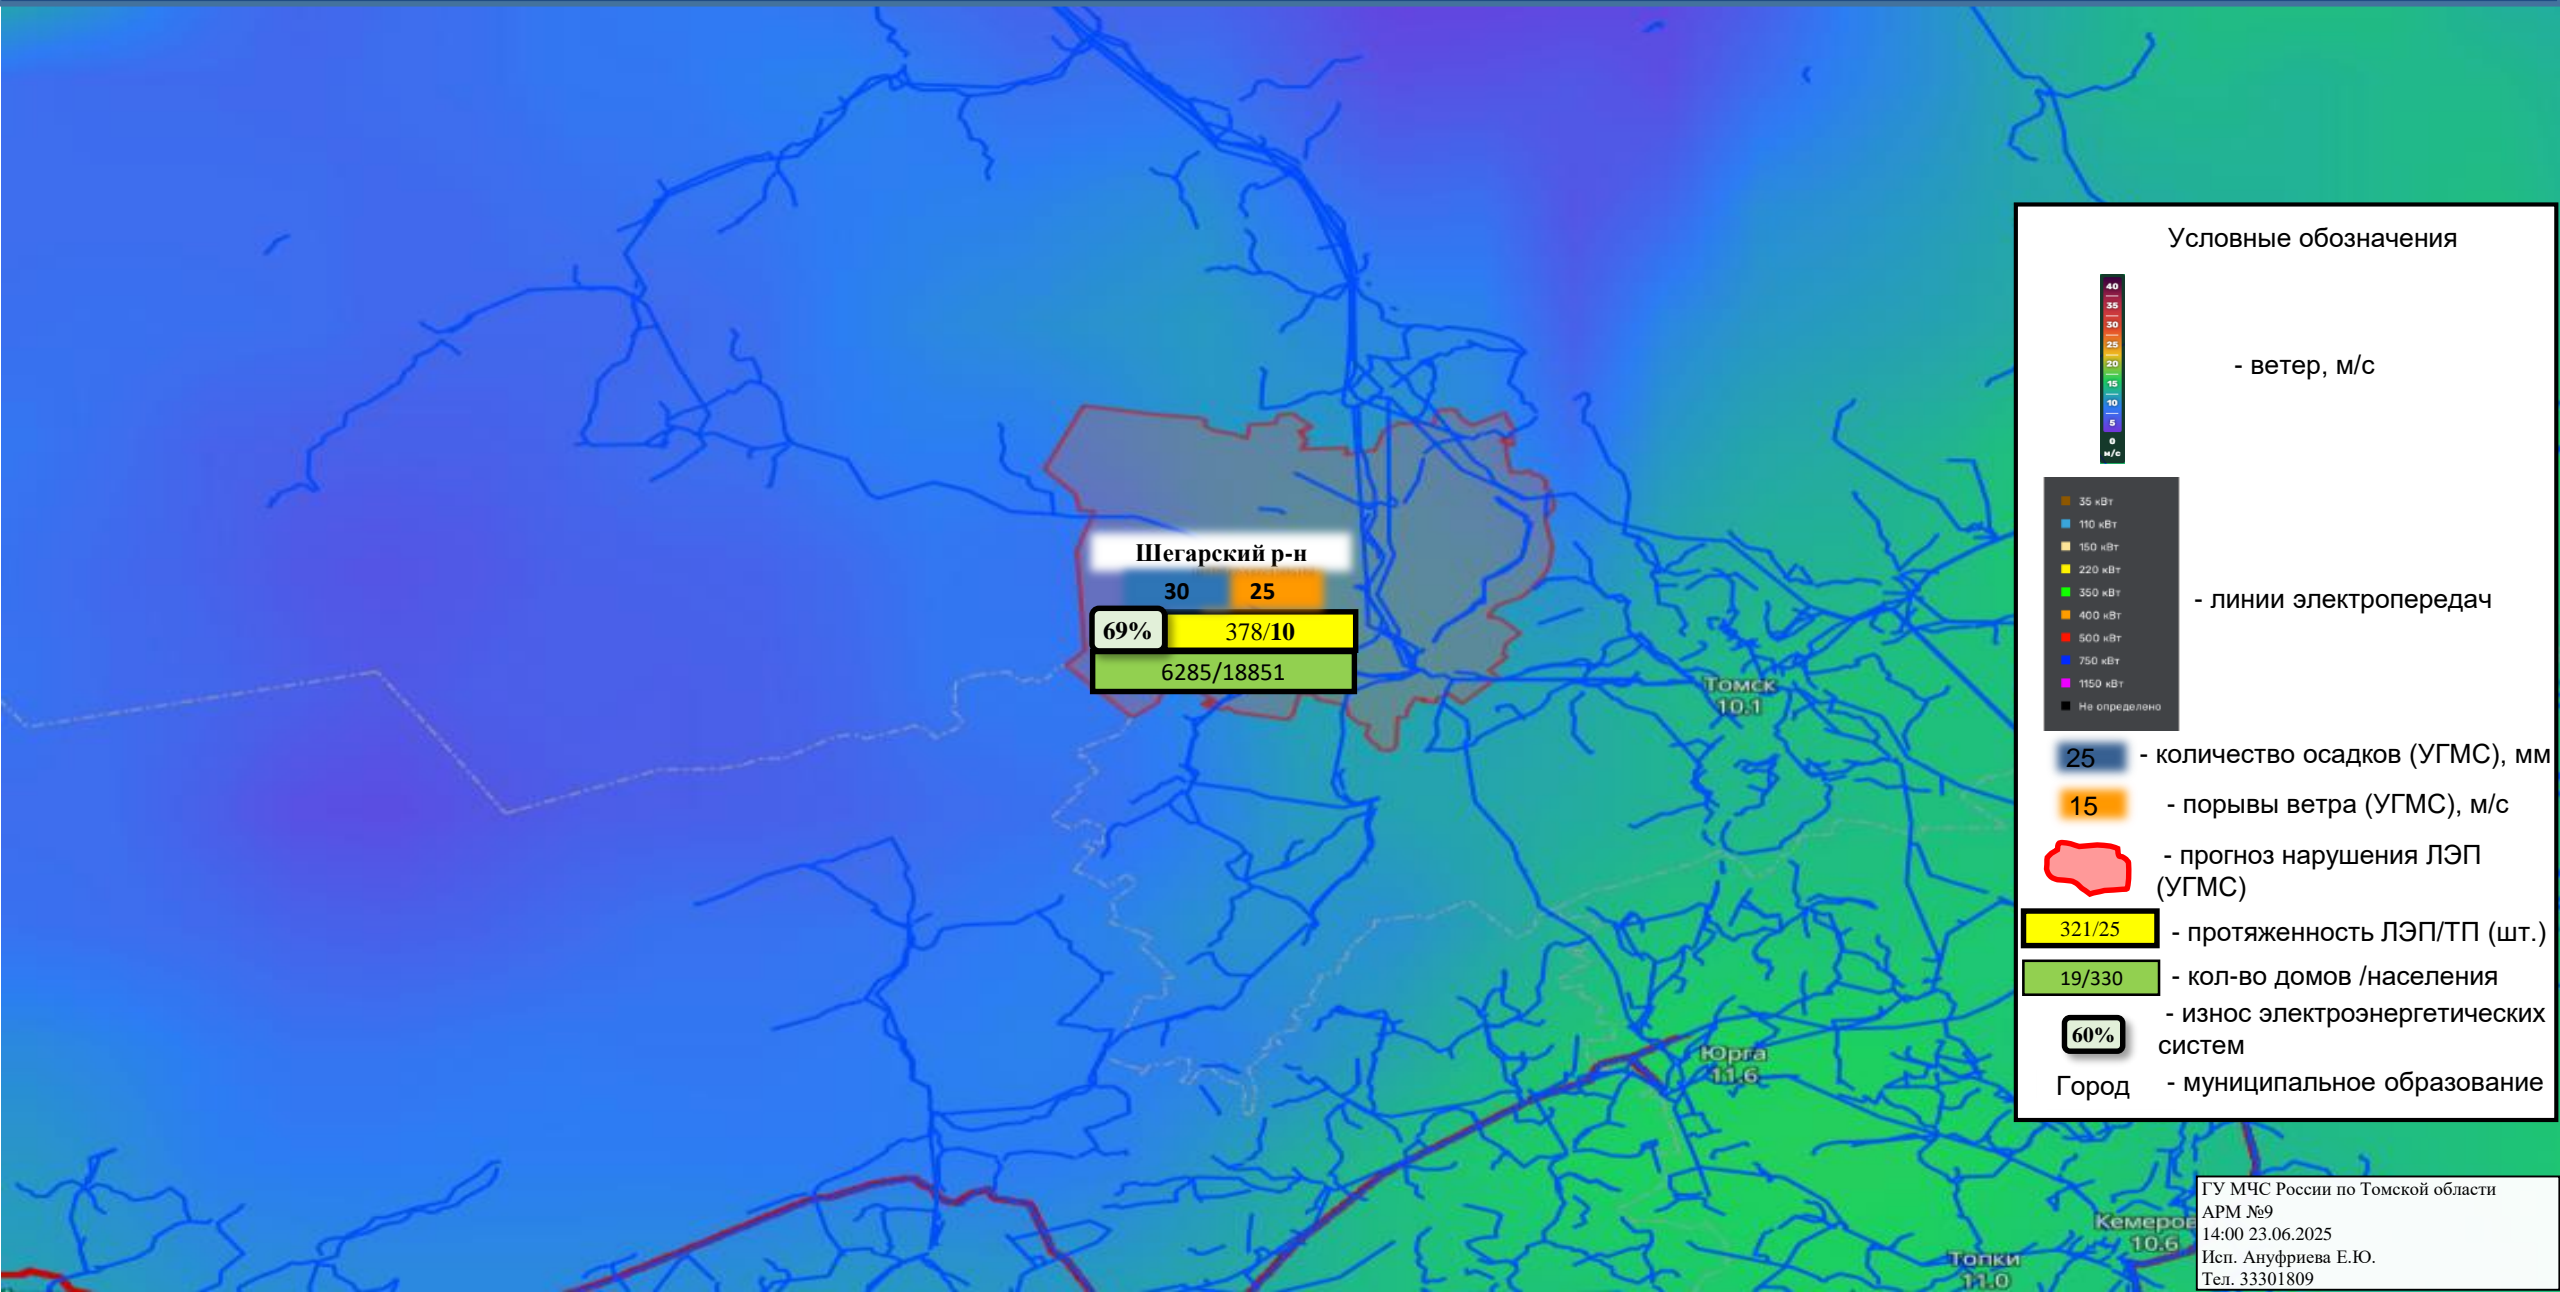 Шегарский р-н
30 25
69% 378/10
6285/18851
Томск
10.1
Юрга
11.6
Кемеров
10.6
Топки
11.0
Условные обозначения
40
35
30
25
20
15
10
5
0
м/с
- ветер, м/с
35 кВт
110 кВт
150 кВт
220 кВт
350 кВт
400 кВт
500 кВт
750 кВт
1150 кВт
Не определено
- линии электропередач
25 - количество осадков (УГМС), мм
15 - порывы ветра (УГМС), м/с
- прогноз нарушения ЛЭП
(УГМС)
321/25 - протяженность ЛЭП/ТП (шт.)
19/330 - кол-во домов /населения
60% - износ электроэнергетических
систем
Город - муниципальное образование
ГУ МЧС России по Томской области
АРМ №9
14:00 23.06.2025
Исп. Ануфриева Е.Ю.
Тел. 33301809